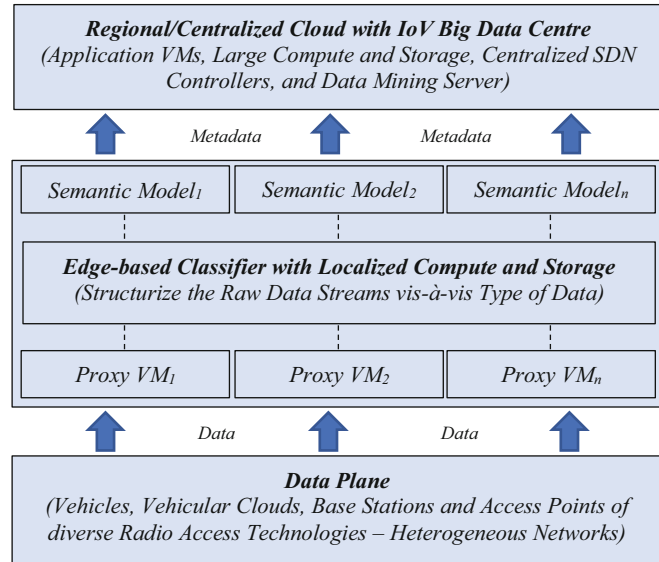 Regional/Centralized Cloud with IoV Big Data Centre
(Application VMs, Large Compute and Storage, Centralized SDN
Controllers, and Data Mining Server)
Metadata Metadata
Semantic Model₁ Semantic Model₂ Semantic Modelₙ
Edge-based Classifier with Localized Compute and Storage
(Structurize the Raw Data Streams vis-à-vis Type of Data)
Proxy VM₁ Proxy VM₂ Proxy VMₙ
Data Data
Data Plane
(Vehicles, Vehicular Clouds, Base Stations and Access Points of
diverse Radio Access Technologies – Heterogeneous Networks)